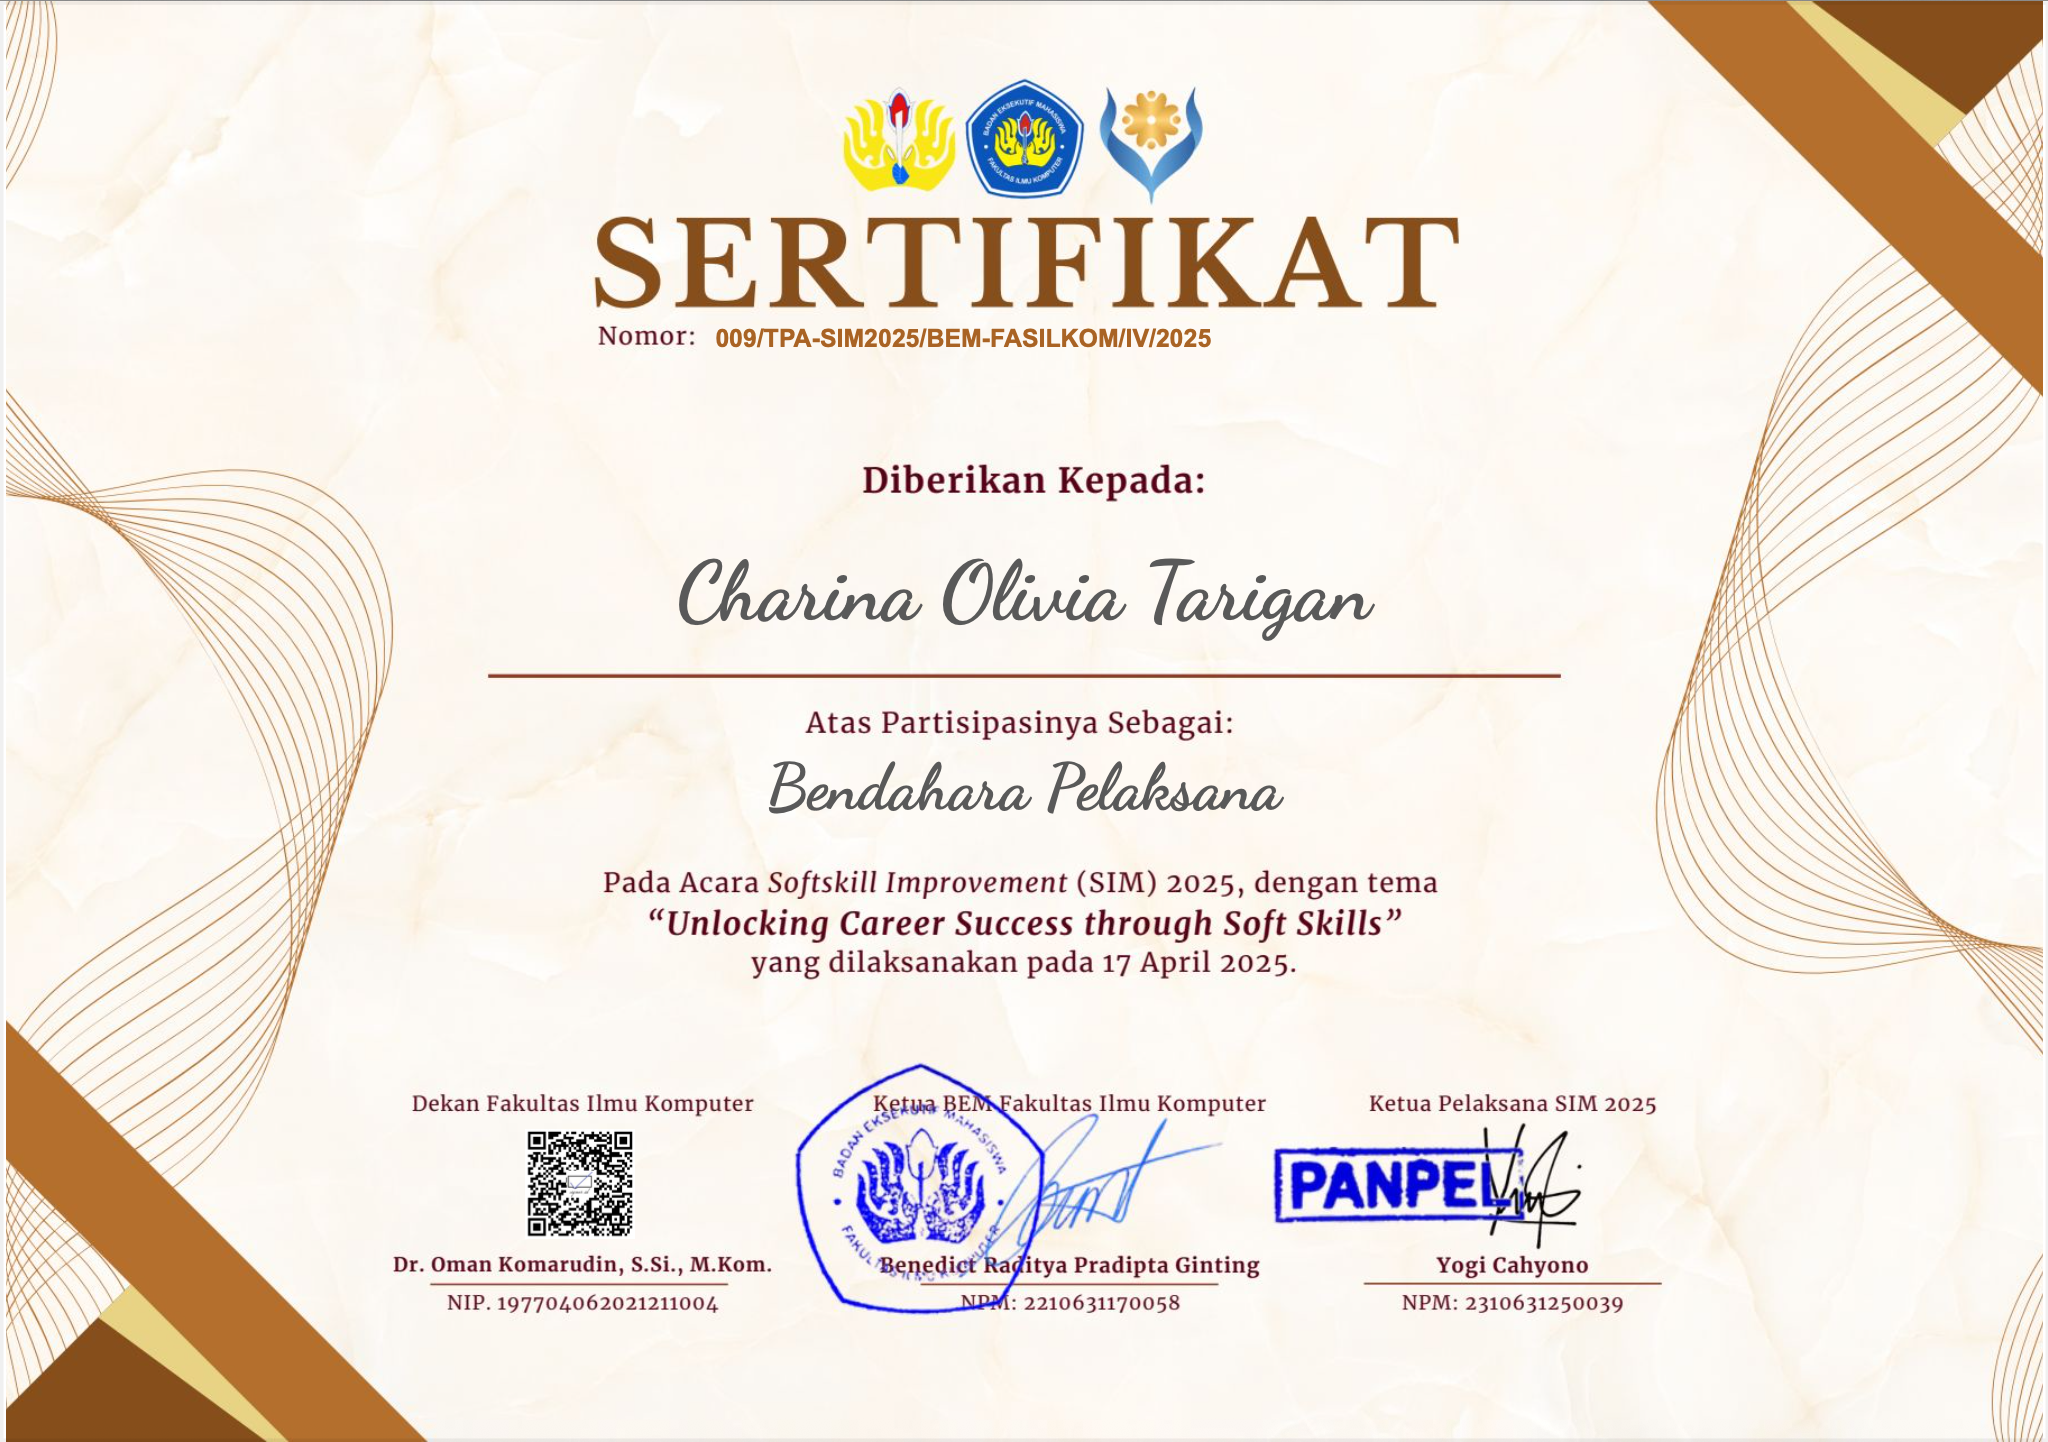 BADAN EKSEKUTIF MAHASISWA
FAKULTAS ILMU KOMPUTER
SERTIFIKAT
Nomor: 009/TPA-SIM2025/BEM-FASILKOM/IV/2025
Diberikan Kepada:
Charina Olivia Tarigan
Atas Partisipasinya Sebagai:
Bendahara Pelaksana
Pada Acara Softskill Improvement (SIM) 2025, dengan tema
“Unlocking Career Success through Soft Skills”
yang dilaksanakan pada 17 April 2025.
Dekan Fakultas Ilmu Komputer
Dr. Oman Komarudin, S.Si., M.Kom.
NIP. 197704062021211004
Ketua BEM Fakultas Ilmu Komputer
BADAN EKSEKUTIF MAHASISWA
FAKULTAS ILMU KOMPUTER
Benedict Raditya Pradipta Ginting
NPM: 2210631170058
Ketua Pelaksana SIM 2025
PANPEL
Yogi Cahyono
NPM: 2310631250039